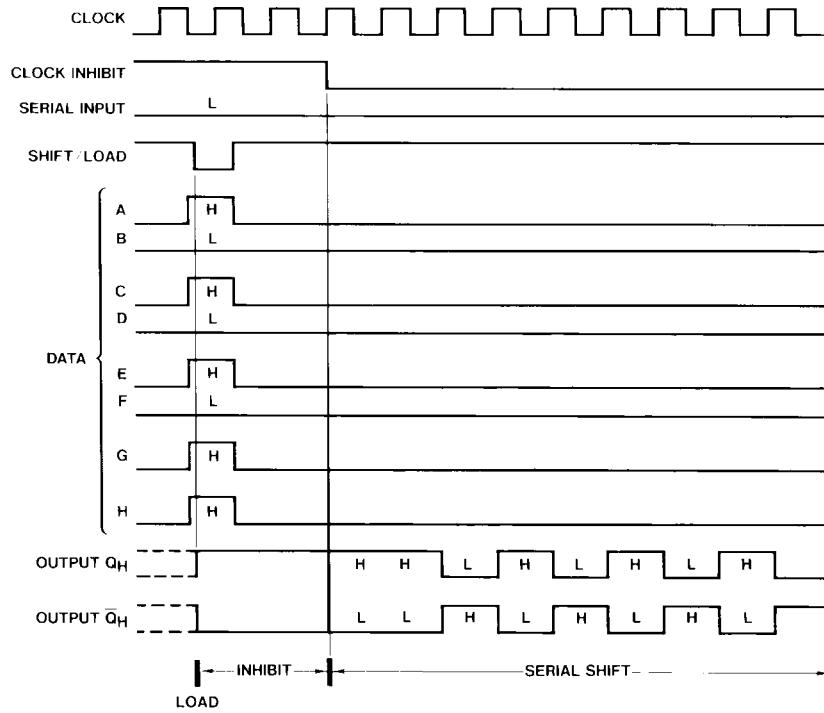 CLOCK
CLOCK INHIBIT
SERIAL INPUT L
SHIFT/LOAD
A H
B L
C H
D L
DATA
E H
F L
G H
H H
OUTPUT QH H H L H L H L H
OUTPUT Q̅H L L H L H L H L
INHIBIT SERIAL SHIFT
LOAD